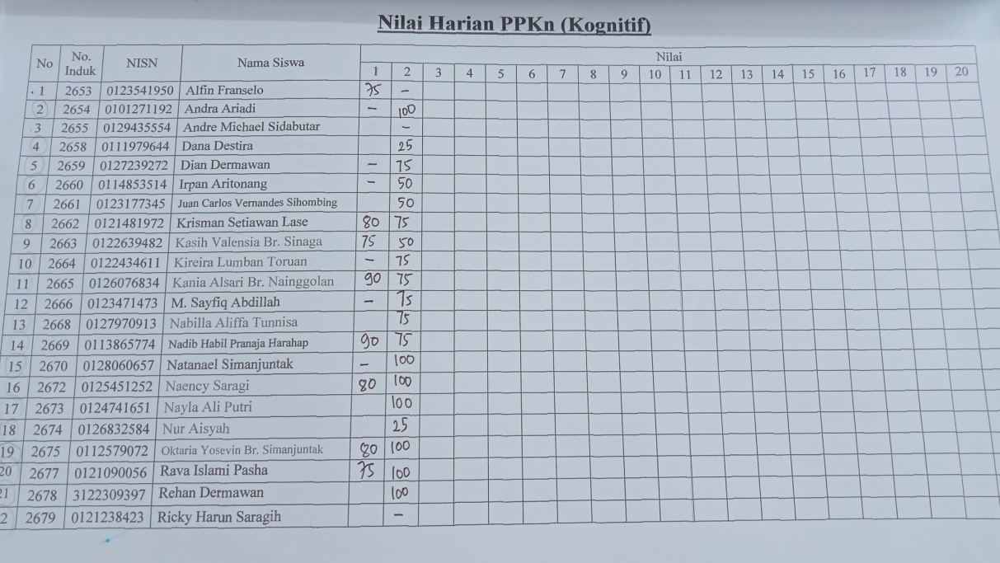 Nilai Harian PPKn (Kognitif)
No No. Induk NISN Nama Siswa Nilai
1 2 3 4 5 6 7 8 9 10 11 12 13 14 15 16 17 18 19 20
1 2653 0123541950 Alfin Franselo 75 -
2 2654 0101271192 Andra Ariadi - 100
3 2655 0129435554 Andre Michael Sidabutar -
4 2658 0111979644 Dana Destira 25
5 2659 0127239272 Dian Dermawan - 75
6 2660 0114853514 Irpan Aritonang - 50
7 2661 0123177345 Juan Carlos Vernandes Sihombing 50
8 2662 0121481972 Krisman Setiawan Lase 80 75
9 2663 0122639482 Kasih Valensia Br. Sinaga 75 50
10 2664 0122434611 Kireira Lumban Toruan - 75
11 2665 0126076834 Kania Alsari Br. Nainggolan 90 75
12 2666 0123471473 M. Sayfiq Abdillah - 75
13 2668 0127970913 Nabilla Aliffa Tunnisa 75
14 2669 0113865774 Nadib Habil Pranaja Harahap 90 75
15 2670 0128060657 Natanael Simanjuntak - 100
16 2672 0125451252 Naency Saragi 80 100
17 2673 0124741651 Nayla Ali Putri 100
18 2674 0126832584 Nur Aisyah 25
19 2675 0112579072 Oktaria Yosevin Br. Simanjuntak 80 100
20 2677 0121090056 Rava Islami Pasha 75 100
21 2678 3122309397 Rehan Dermawan 100
2 2679 0121238423 Ricky Harun Saragih -